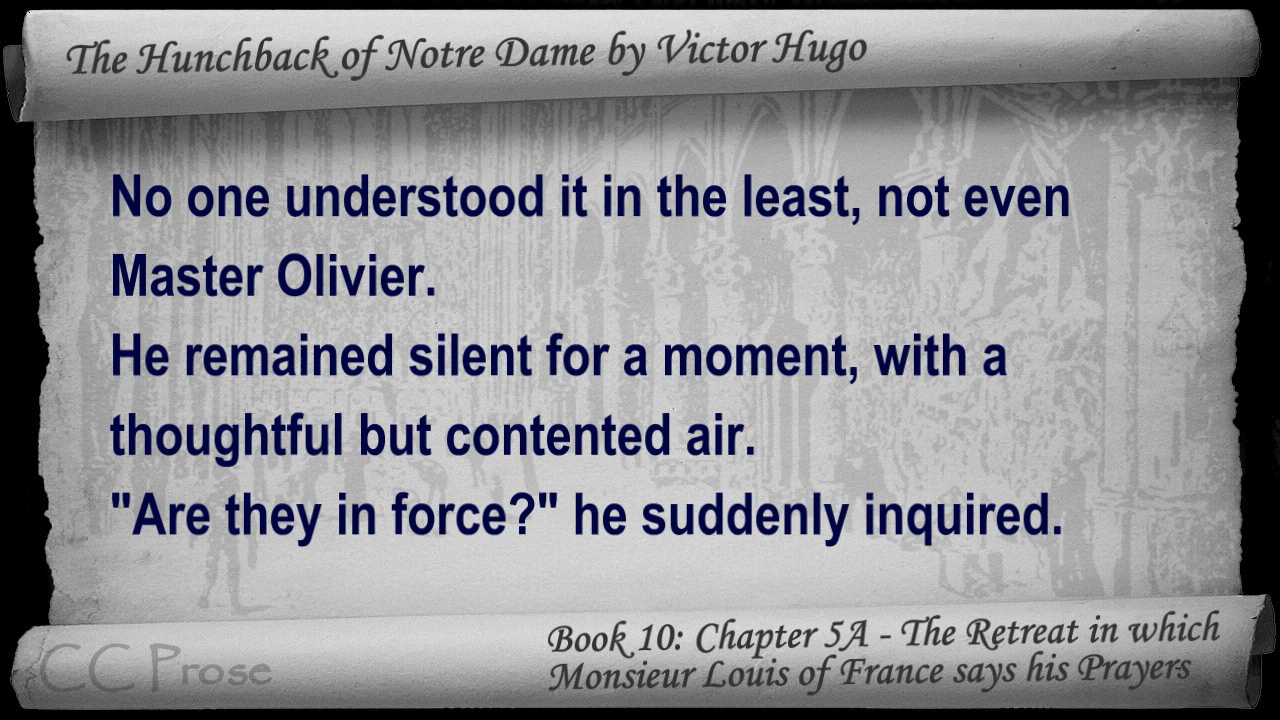 The Hunchback of Notre Dame by Victor Hugo
No one understood it in the least, not even
Master Olivier.
He remained silent for a moment, with a
thoughtful but contented air.
"Are they in force?" he suddenly inquired.
Book 10: Chapter 5A - The Retreat in which
Monsieur Louis of France says his Prayers
CC Prose